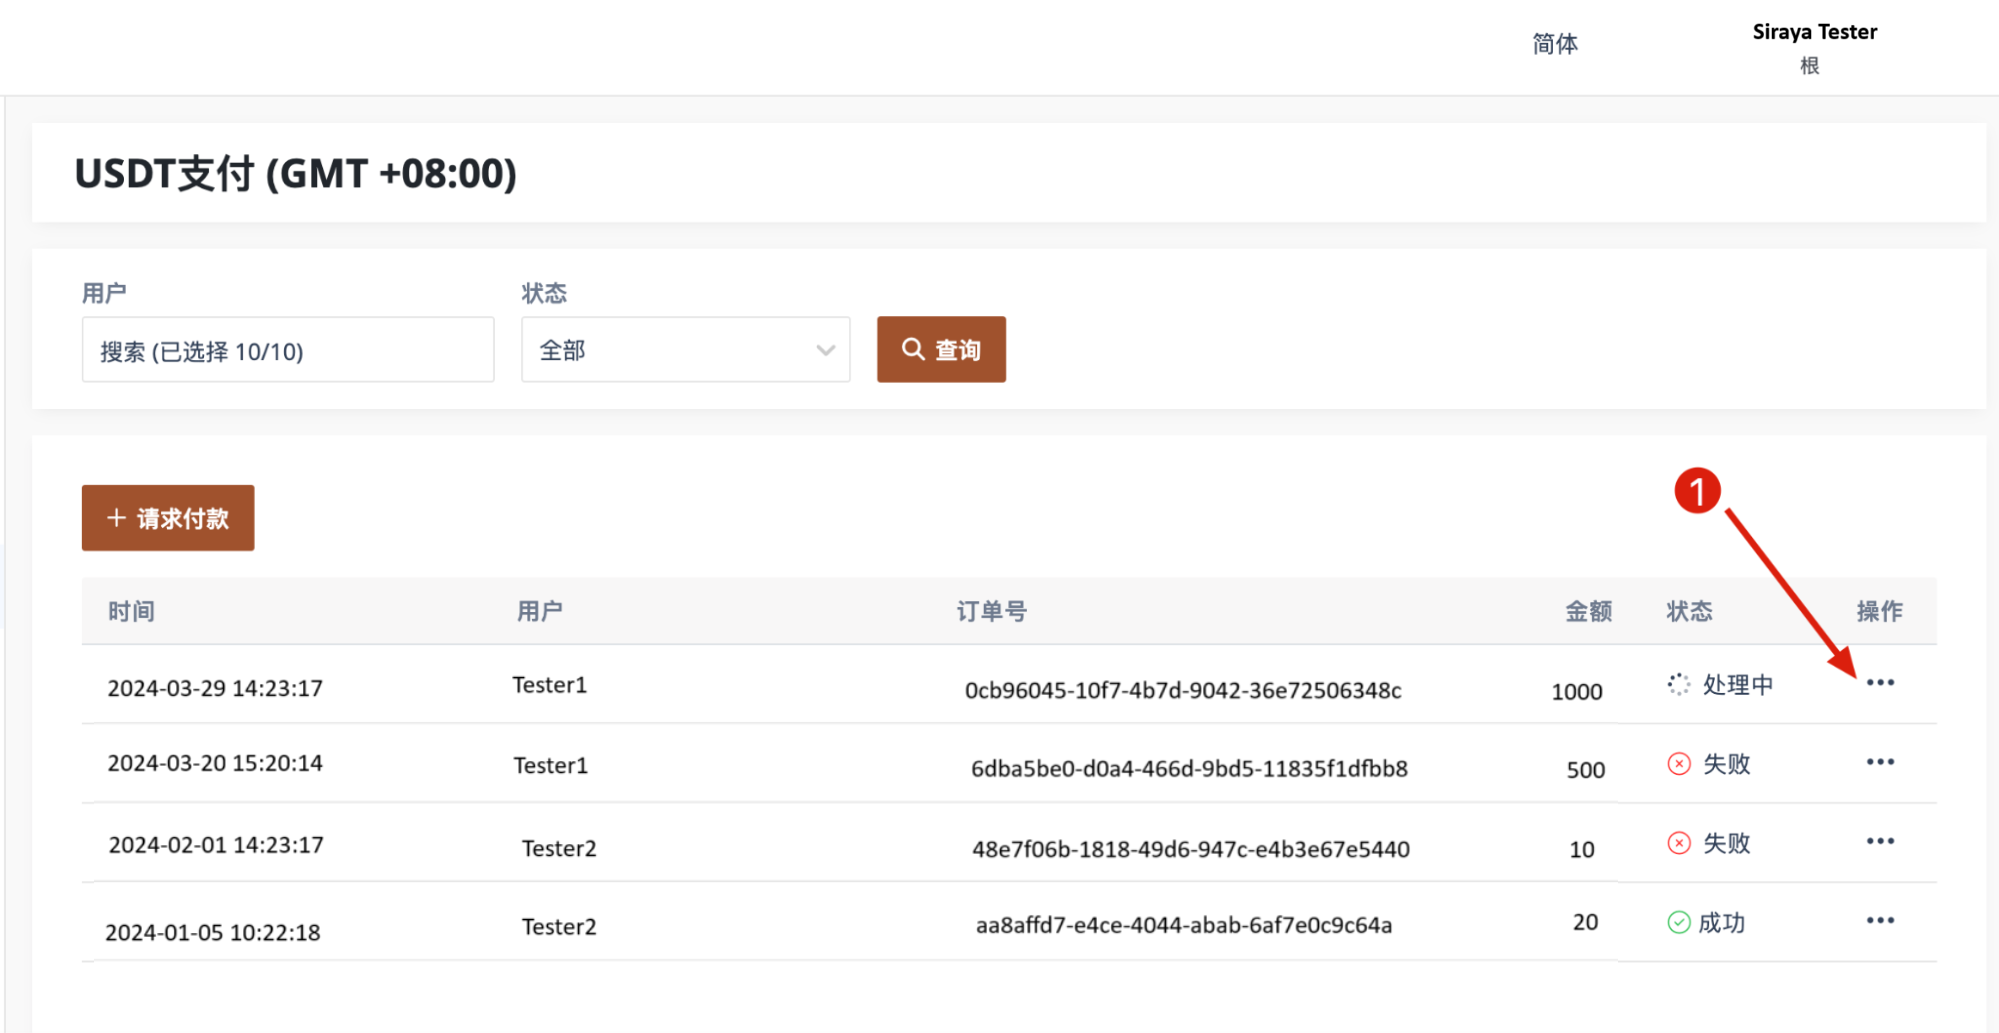 简体
Siraya Tester
根
USDT支付 (GMT +08:00)
用户
状态
搜索 (已选择 10/10)
全部
查询
1
+ 请求付款
时间 用户 订单号 金额 状态 操作
2024-03-29 14:23:17 Tester1 0cb96045-10f7-4b7d-9042-36e72506348c 1000 处理中 •••
2024-03-20 15:20:14 Tester1 6dba5be0-d0a4-466d-9bd5-11835f1dfbb8 500 失败 •••
2024-02-01 14:23:17 Tester2 48e7f06b-1818-49d6-947c-e4b3e67e5440 10 失败 •••
2024-01-05 10:22:18 Tester2 aa8affd7-e4ce-4044-abab-6af7e0c9c64a 20 成功 •••